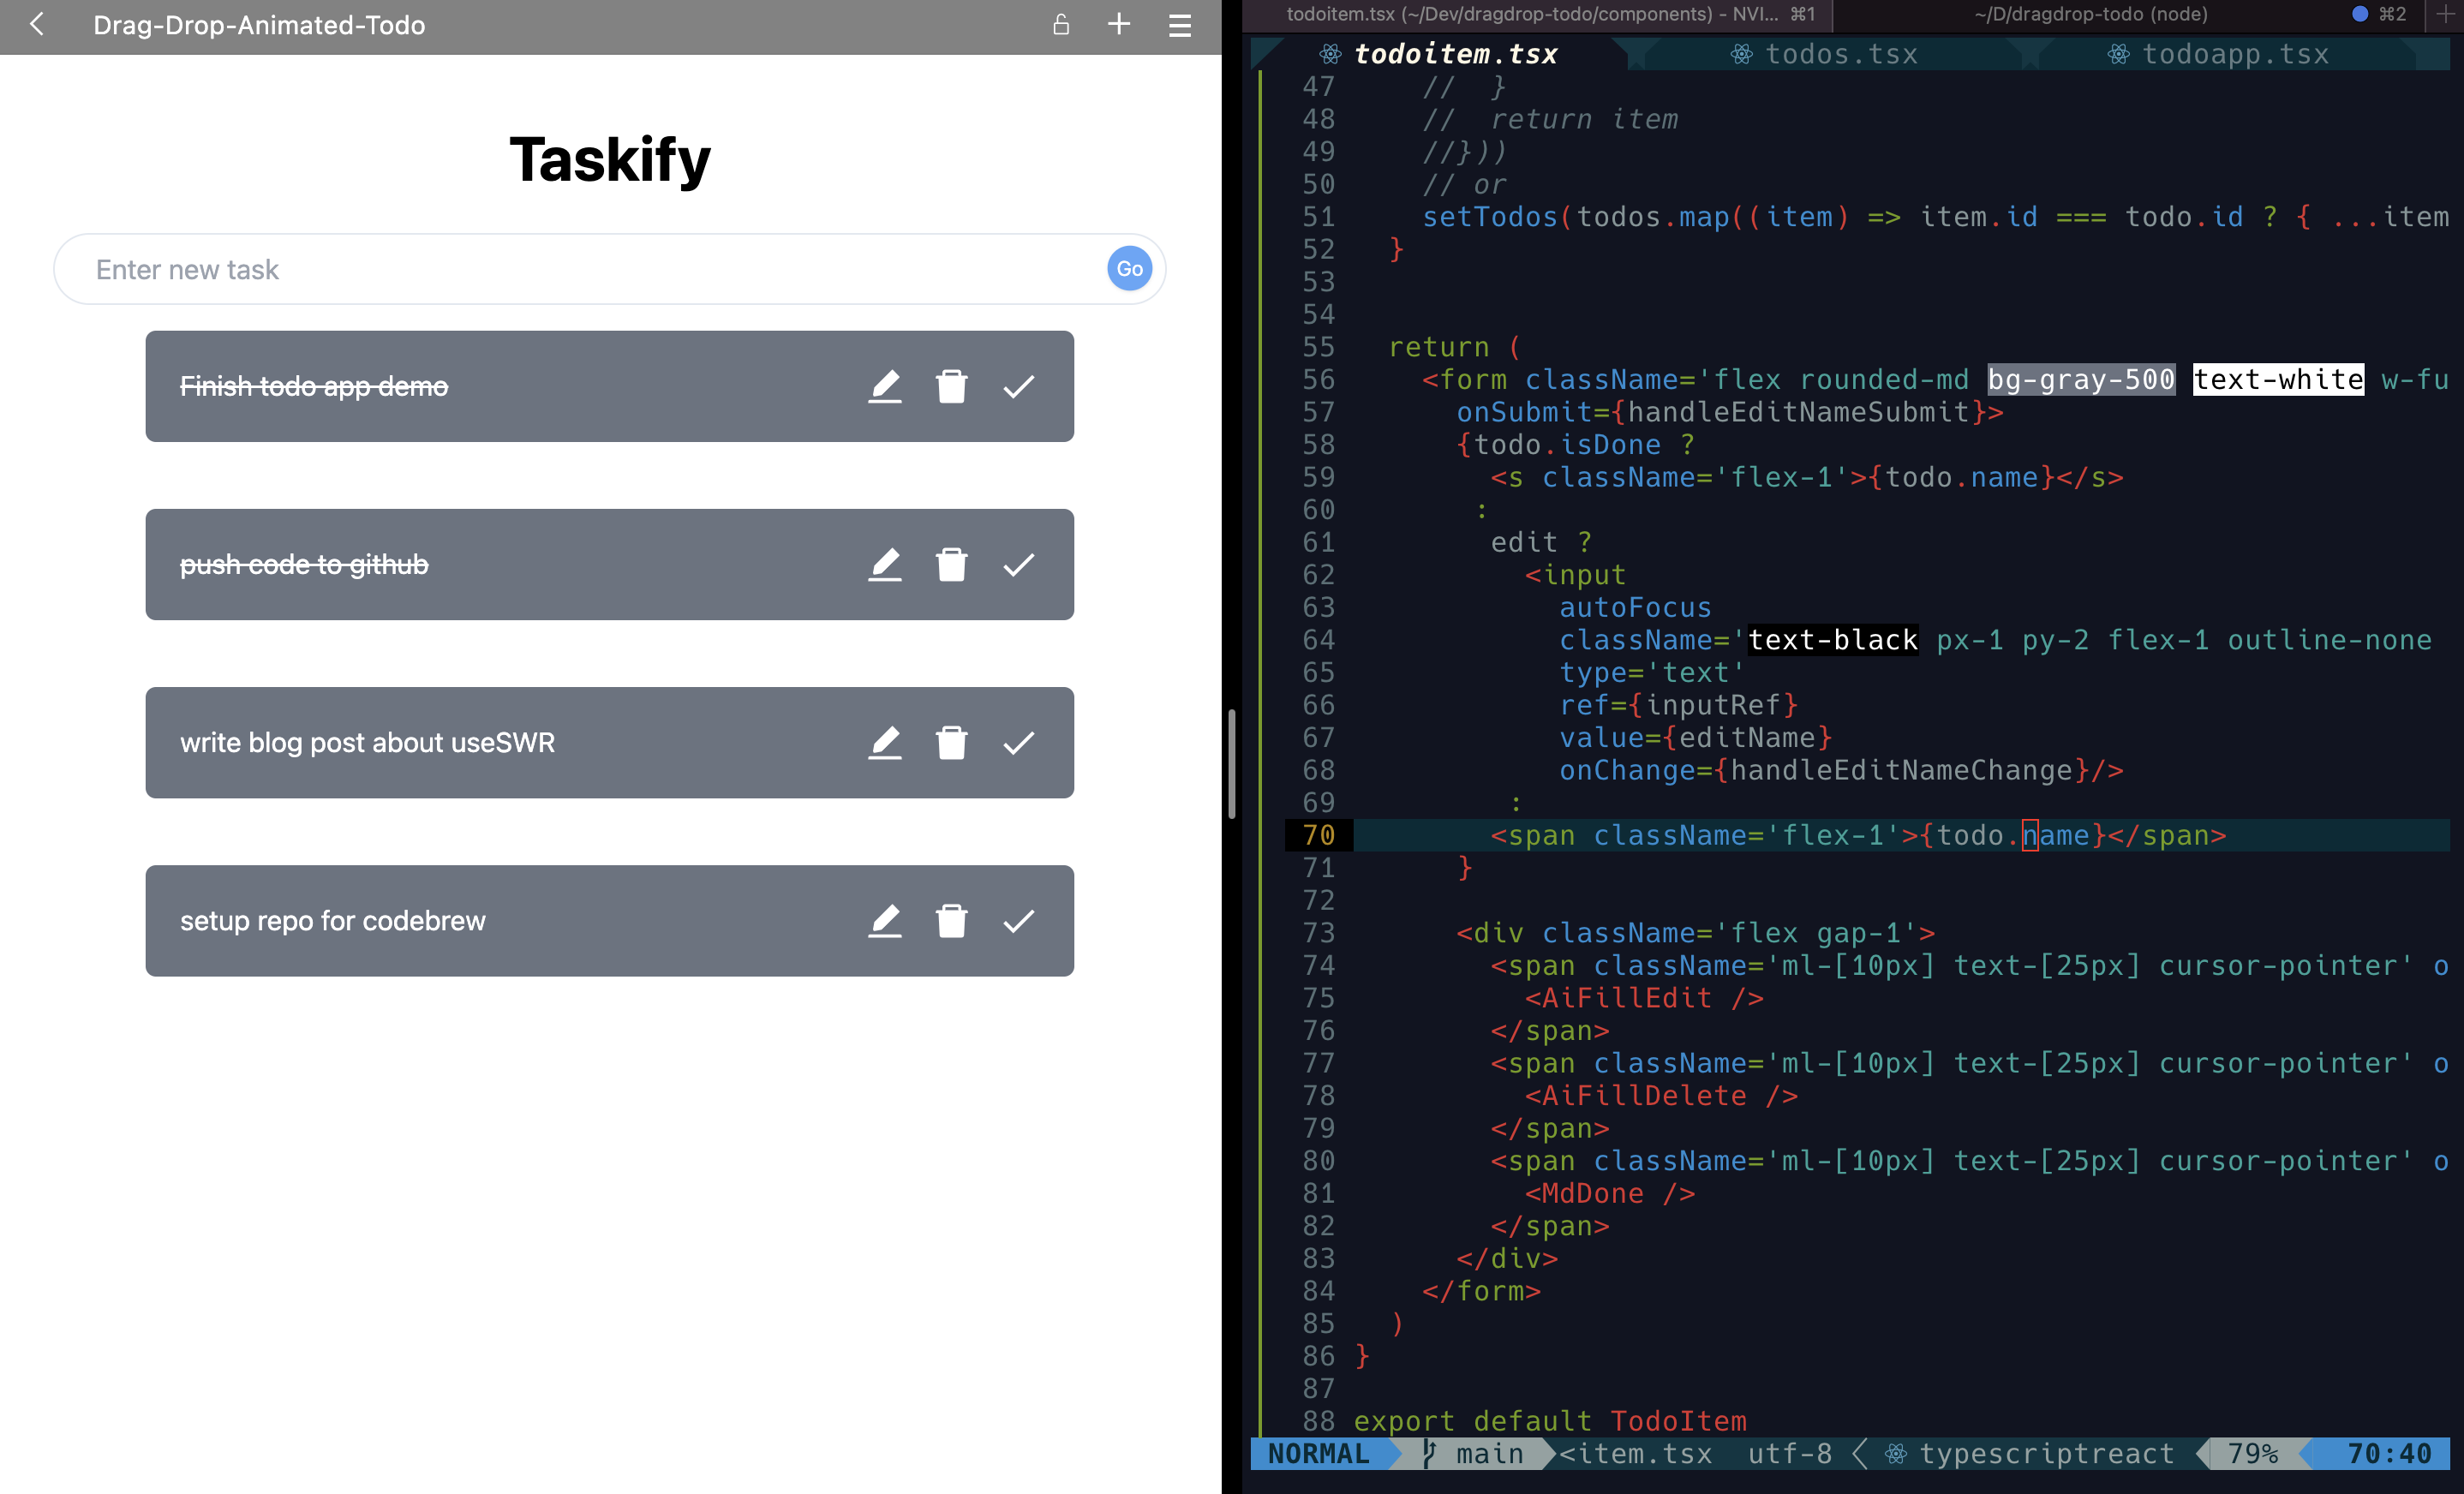 Drag-Drop-Animated-Todo
Taskify
Enter new task
Go
Finish todo app demo
push code to github
write blog post about useSWR
setup repo for codebrew
todoitem.tsx (~/Dev/dragdrop-todo/components) - NVI... ⌘1
~/D/dragdrop-todo (node) ⌘2
todoitem.tsx todos.tsx todoapp.tsx
47     //  }
48     //  return item
49     //}))
50     // or
51     setTodos(todos.map((item) => item.id === todo.id ? { ...item
52   }
53
54
55   return (
56     <form className='flex rounded-md bg-gray-500 text-white w-fu
57       onSubmit={handleEditNameSubmit}>
58       {todo.isDone ?
59         <s className='flex-1'>{todo.name}</s>
60        :
61         edit ?
62           <input
63             autoFocus
64             className='text-black px-1 py-2 flex-1 outline-none
65             type='text'
66             ref={inputRef}
67             value={editName}
68             onChange={handleEditNameChange}/>
69          :
70         <span className='flex-1'>{todo.name}</span>
71       }
72
73       <div className='flex gap-1'>
74         <span className='ml-[10px] text-[25px] cursor-pointer' o
75           <AiFillEdit />
76         </span>
77         <span className='ml-[10px] text-[25px] cursor-pointer' o
78           <AiFillDelete />
79         </span>
80         <span className='ml-[10px] text-[25px] cursor-pointer' o
81           <MdDone />
82         </span>
83       </div>
84     </form>
85   )
86 }
87
88 export default TodoItem
NORMAL main <item.tsx utf-8 typescriptreact 79% 70:40